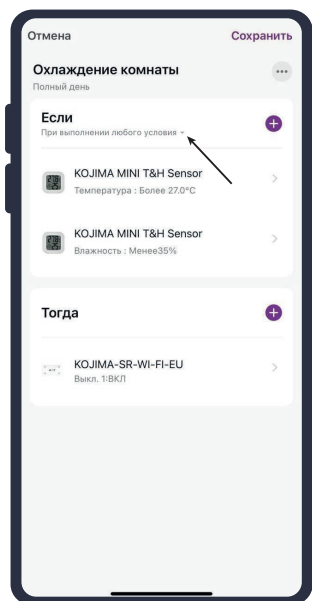 Отмена Сохранить
Охлаждение комнаты
Полный день
Если
При выполнении любого условия
KOJIMA MINI T&H Sensor
Температура : Более 27.0°C
KOJIMA MINI T&H Sensor
Влажность : Менее35%
Тогда
KOJIMA-SR-WI-FI-EU
Выкл. 1:ВКЛ